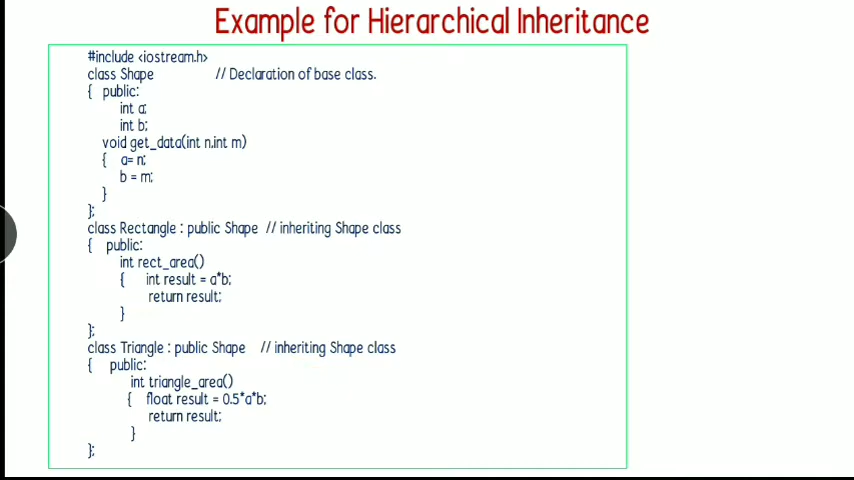 Example for Hierarchical Inheritance
#include <iostream.h>
class Shape // Declaration of base class.
{ public:
int a;
int b;
void get_data(int n,int m)
{ a= n;
b = m;
}
};
class Rectangle : public Shape // inheriting Shape class
{ public:
int rect_area()
{ int result = a*b;
return result;
}
};
class Triangle : public Shape // inheriting Shape class
{ public:
int triangle_area()
{ float result = 0.5*a*b;
return result;
}
};